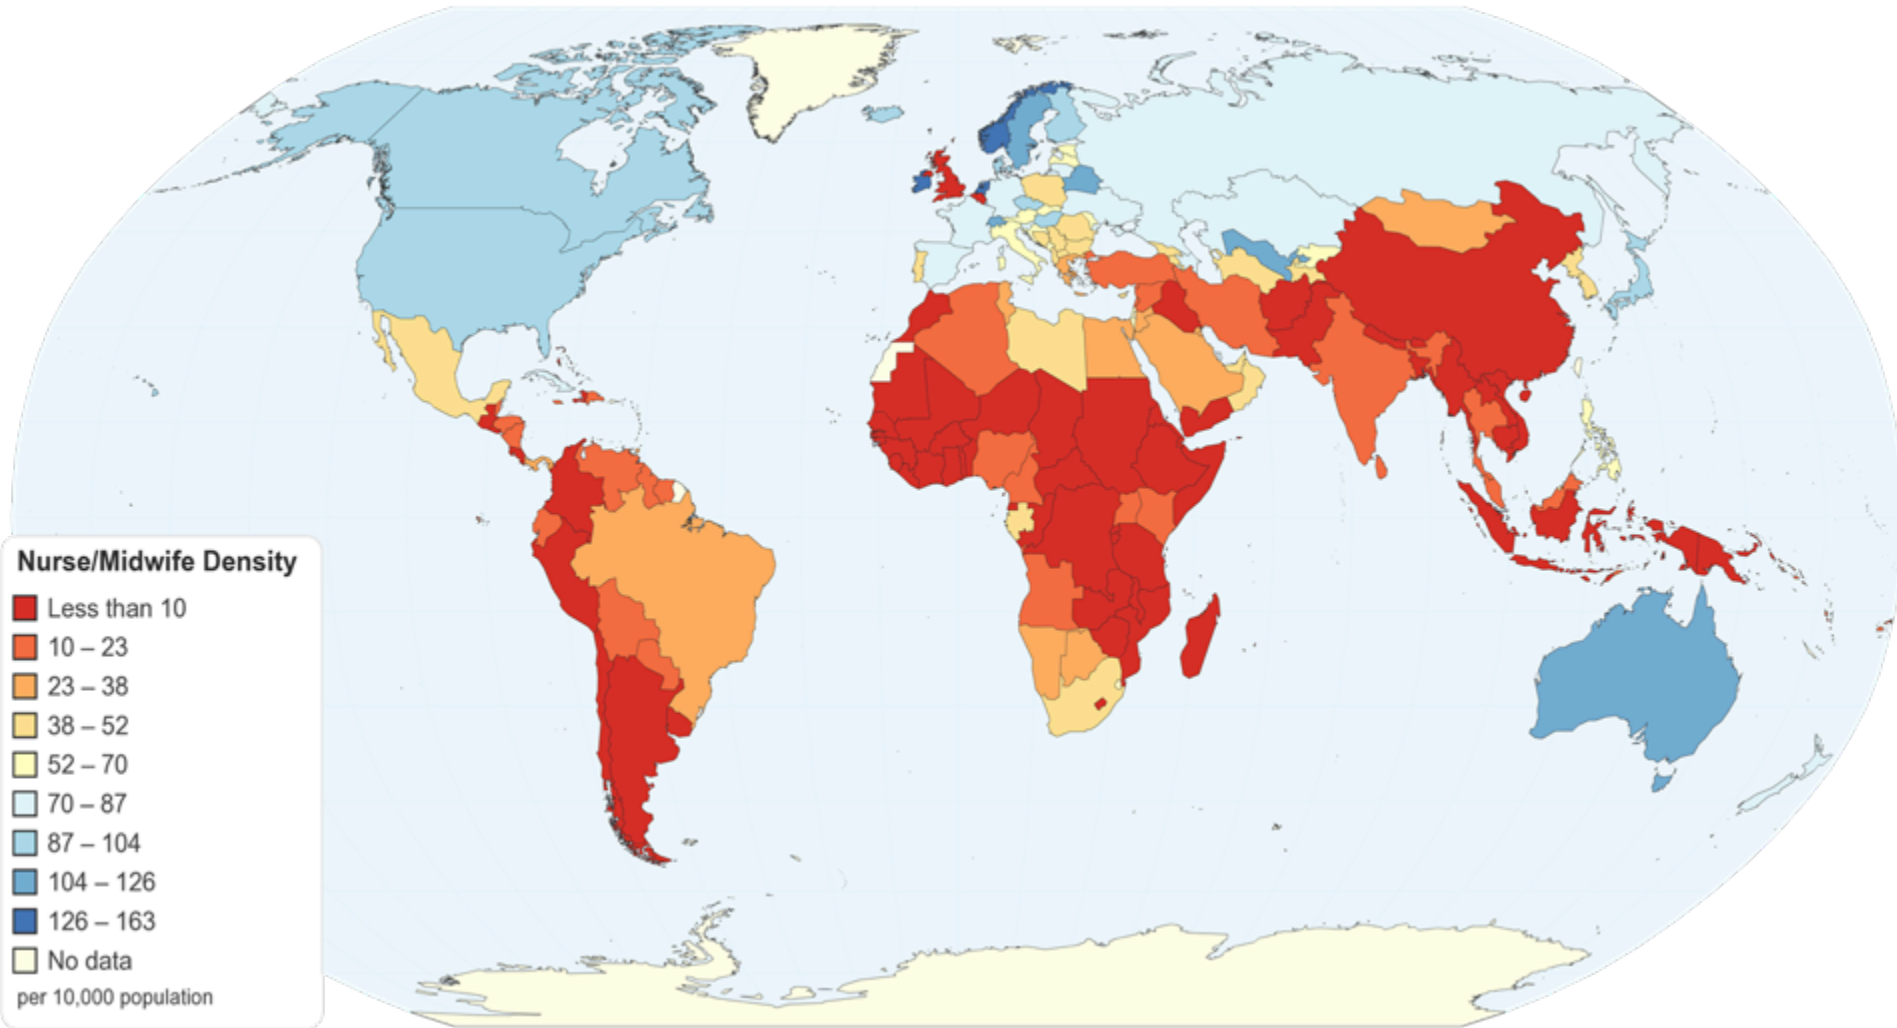 Nurse/Midwife Density
Less than 10
10 – 23
23 – 38
38 – 52
52 – 70
70 – 87
87 – 104
104 – 126
126 – 163
No data
per 10,000 population